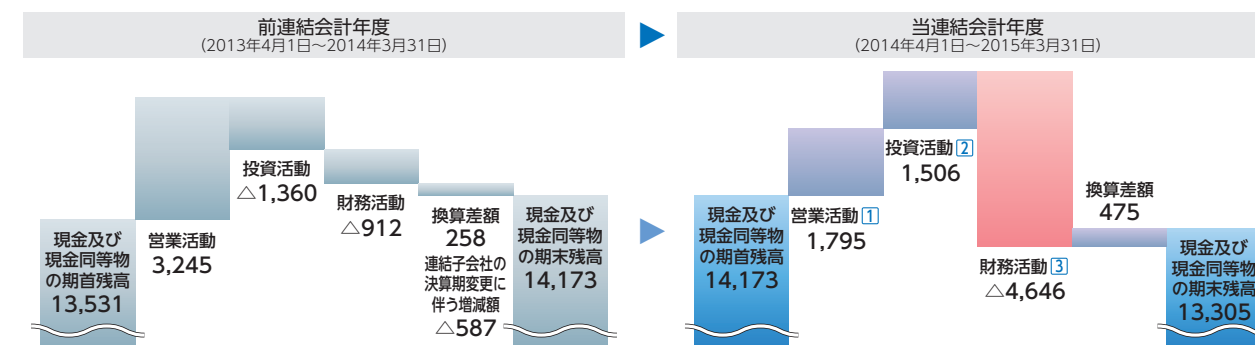 前連結会計年度
（2013年4月1日～2014年3月31日）
現金及び
現金同等物
の期首残高
13,531
営業活動
3,245
投資活動
△1,360
財務活動
△912
換算差額
258
連結子会社の
決算期変更に
伴う増減額
△587
現金及び
現金同等物
の期末残高
14,173
当連結会計年度
（2014年4月1日～2015年3月31日）
現金及び
現金同等物
の期首残高
14,173
営業活動1
1,795
投資活動2
1,506
財務活動3
△4,646
換算差額
475
現金及び
現金同等物
の期末残高
13,305